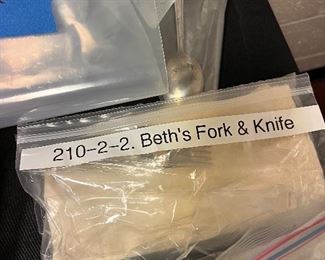 210-2-2. Beth's Fork & Knife